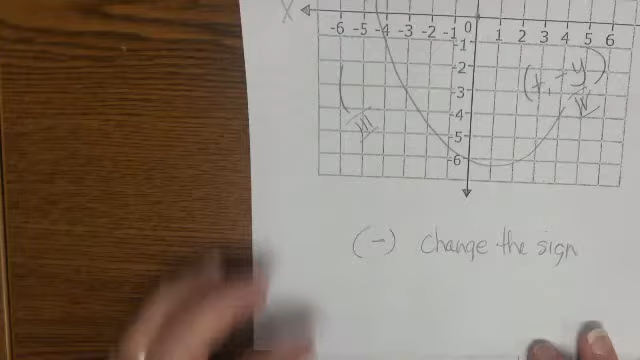 X
0
-6 -5 -4 -3 -2 -1 1 2 3 4 5 6
-1
-2
(x, -y)
-3
IV
III
-5
-6
(-) change the sign